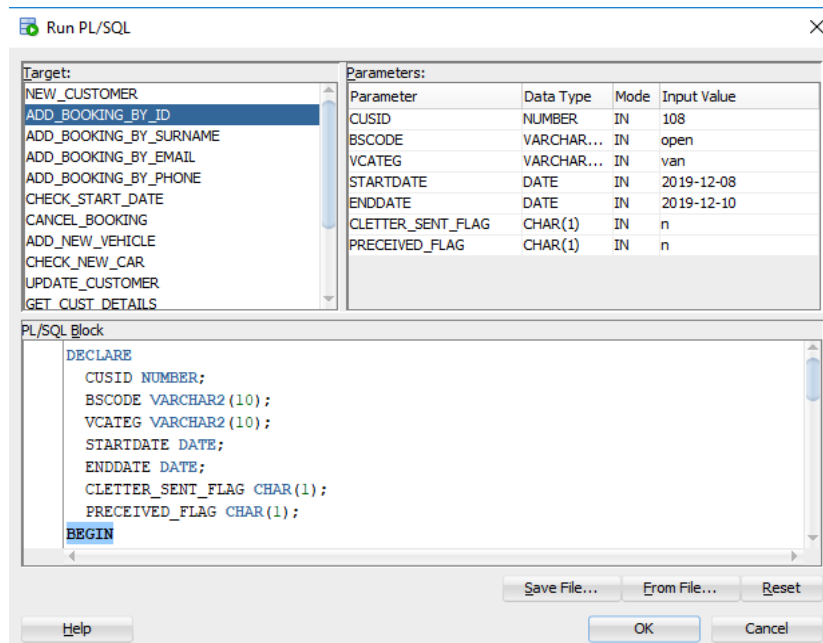 Run PL/SQL
Target:
NEW_CUSTOMER
ADD_BOOKING_BY_ID
ADD_BOOKING_BY_SURNAME
ADD_BOOKING_BY_EMAIL
ADD_BOOKING_BY_PHONE
CHECK_START_DATE
CANCEL_BOOKING
ADD_NEW_VEHICLE
CHECK_NEW_CAR
UPDATE_CUSTOMER
GET_CUST_DETAILS
Parameters:
Parameter Data Type Mode Input Value
CUSID NUMBER IN 108
BSCODE VARCHAR... IN open
VCATEG VARCHAR... IN van
STARTDATE DATE IN 2019-12-08
ENDDATE DATE IN 2019-12-10
CLETTER_SENT_FLAG CHAR(1) IN n
PRECEIVED_FLAG CHAR(1) IN n
PL/SQL Block
DECLARE
CUSID NUMBER;
BSCODE VARCHAR2(10);
VCATEG VARCHAR2(10);
STARTDATE DATE;
ENDDATE DATE;
CLETTER_SENT_FLAG CHAR(1);
PRECEIVED_FLAG CHAR(1);
BEGIN
Save File... From File... Reset
Help OK Cancel